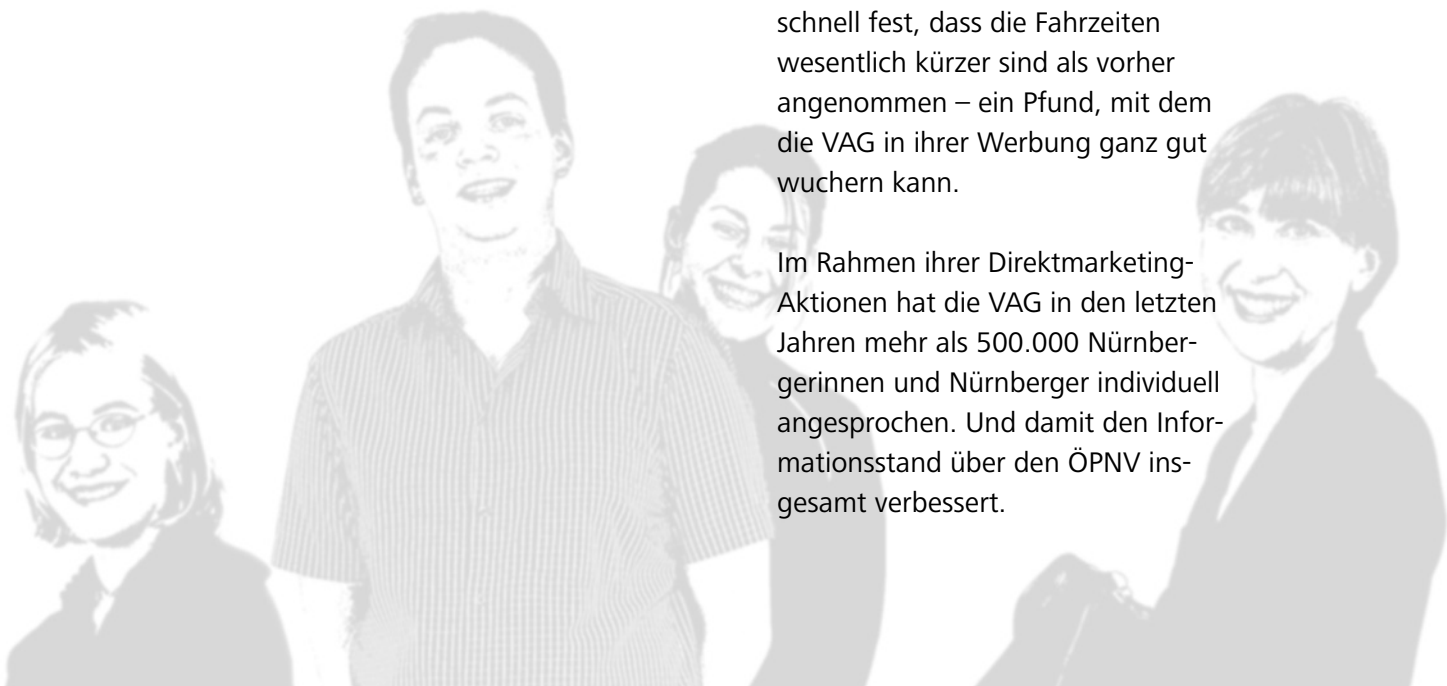 schnell fest, dass die Fahrzeiten
wesentlich kürzer sind als vorher
angenommen – ein Pfund, mit dem
die VAG in ihrer Werbung ganz gut
wuchern kann.
Im Rahmen ihrer Direktmarketing-
Aktionen hat die VAG in den letzten
Jahren mehr als 500.000 Nürnber-
gerinnen und Nürnberger individuell
angesprochen. Und damit den Infor-
mationsstand über den ÖPNV ins-
gesamt verbessert.